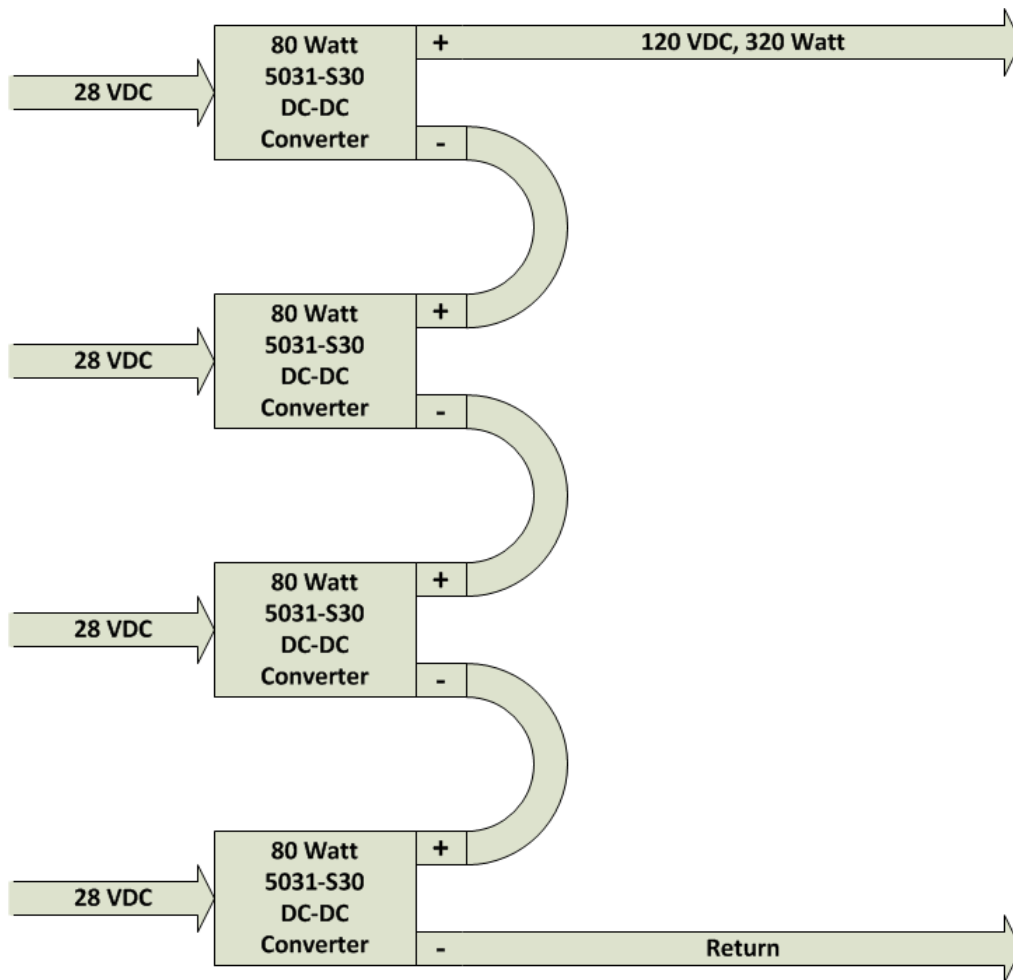 80 Watt
5031-S30
DC-DC
Converter
+
120 VDC, 320 Watt
28 VDC
-
80 Watt
5031-S30
DC-DC
Converter
+
28 VDC
-
80 Watt
5031-S30
DC-DC
Converter
+
28 VDC
-
80 Watt
5031-S30
DC-DC
Converter
+
28 VDC
-
Return